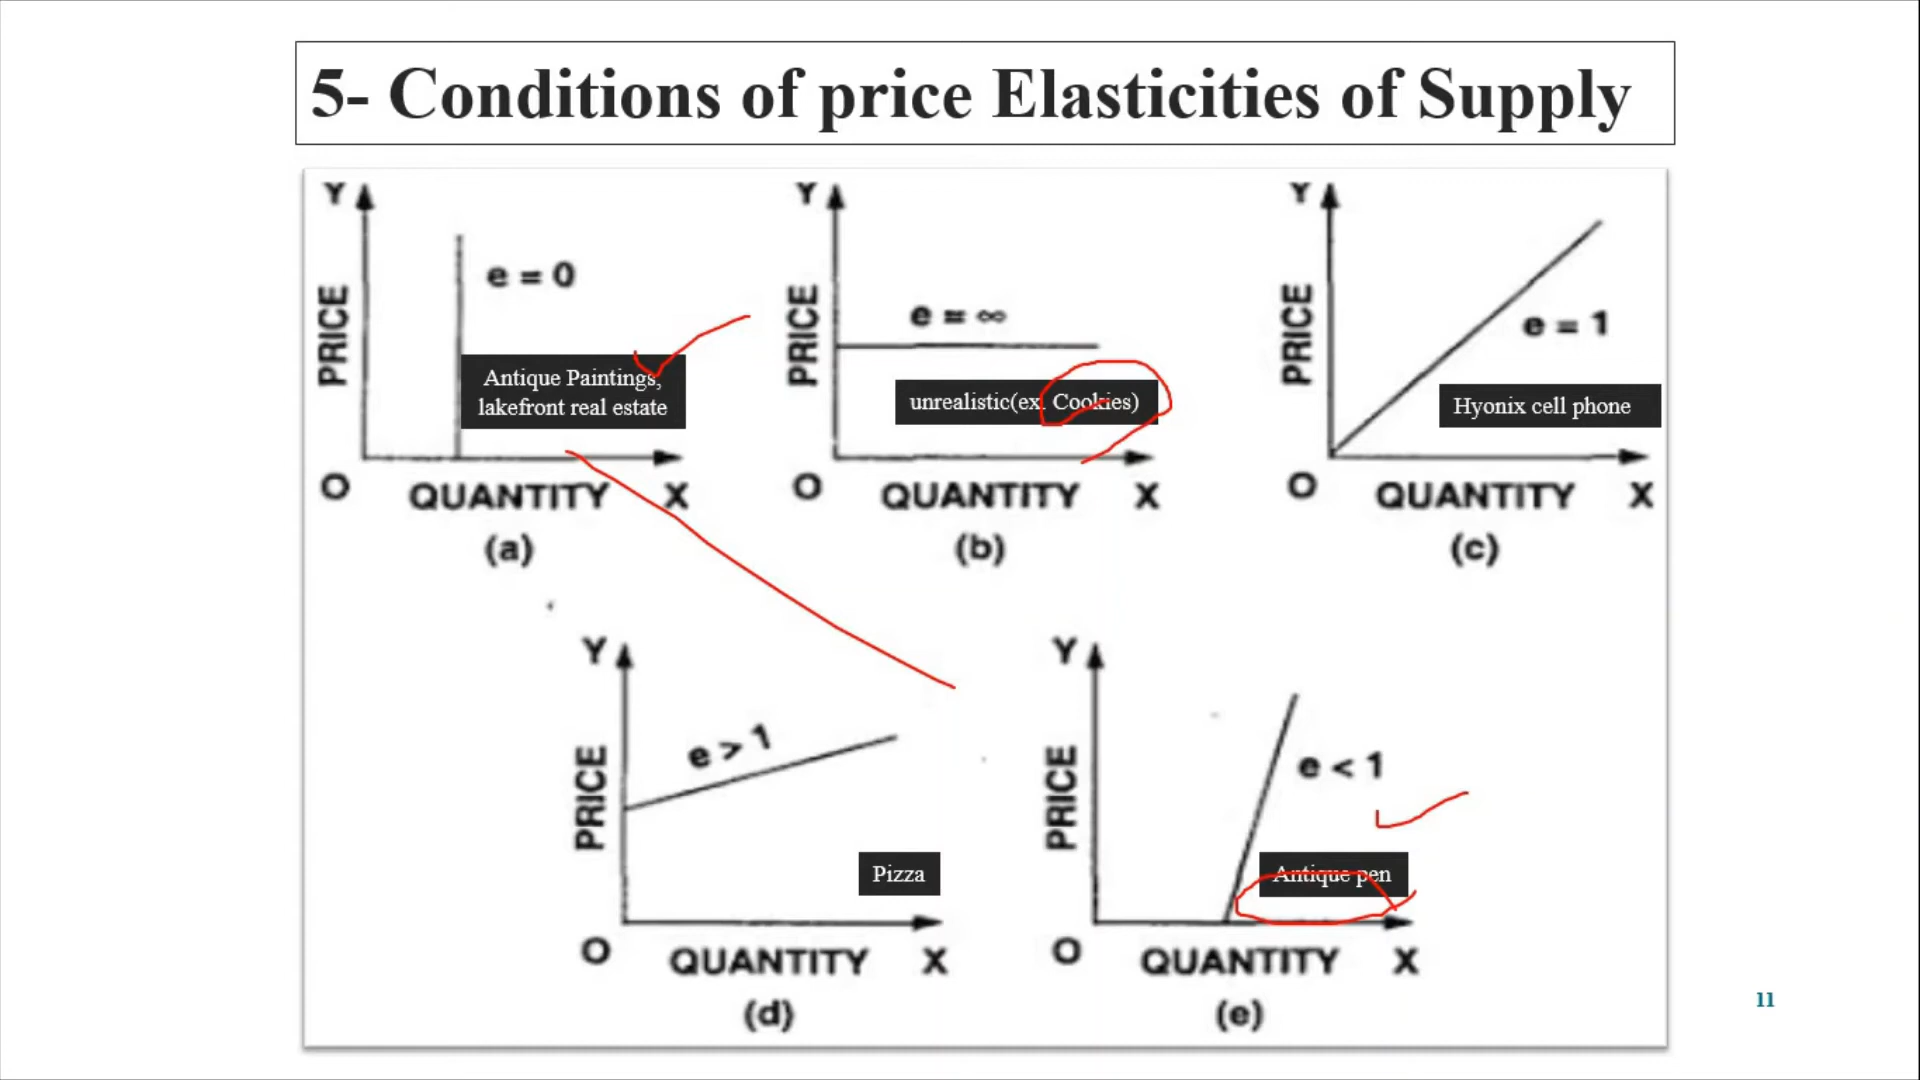 5- Conditions of price Elasticities of Supply
Y
PRICE
e = 0
Antique Paintings,
lakefront real estate
O QUANTITY X
(a)
Y
PRICE
e = ∞
unrealistic(ex. Cookies)
O QUANTITY X
(b)
Y
PRICE
e = 1
Hyonix cell phone
O QUANTITY X
(c)
Y
PRICE
e > 1
Pizza
O QUANTITY X
(d)
Y
PRICE
e < 1
Antique pen
O QUANTITY X
(e)
11